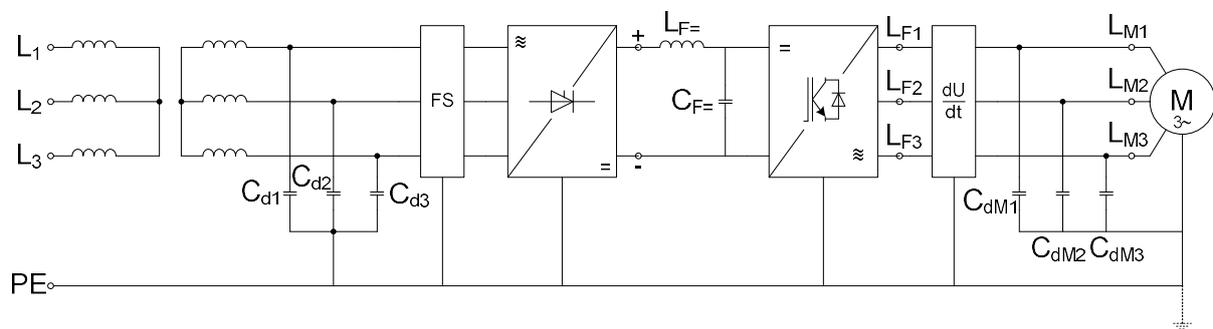 L1
L2
L3
PE
Cd1
Cd2
Cd3
FS
≋
=
+
-
LF=
CF=
=
≋
LF1
LF2
LF3
dU
dt
CdM1
CdM2
CdM3
LM1
LM2
LM3
M
3~